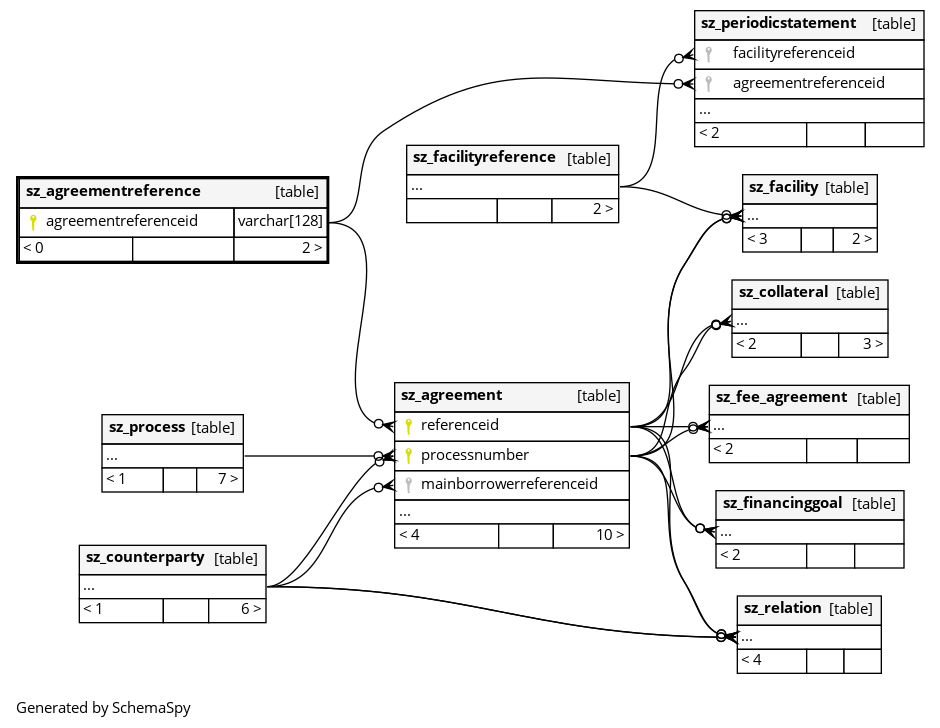 sz_periodicstatement [table]
facilityreferenceid
agreementreferenceid
...
< 2
sz_facilityreference [table]
...
2 >
sz_agreementreference [table]
agreementreferenceid varchar[128]
< 0 2 >
sz_facility [table]
...
< 3 2 >
sz_collateral [table]
...
< 2 3 >
sz_agreement [table]
referenceid
processnumber
mainborrowerreferenceid
...
< 4 10 >
sz_fee_agreement [table]
...
< 2
sz_process [table]
...
< 1 7 >
sz_financinggoal [table]
...
< 2
sz_counterparty [table]
...
< 1 6 >
sz_relation [table]
...
< 4
Generated by SchemaSpy